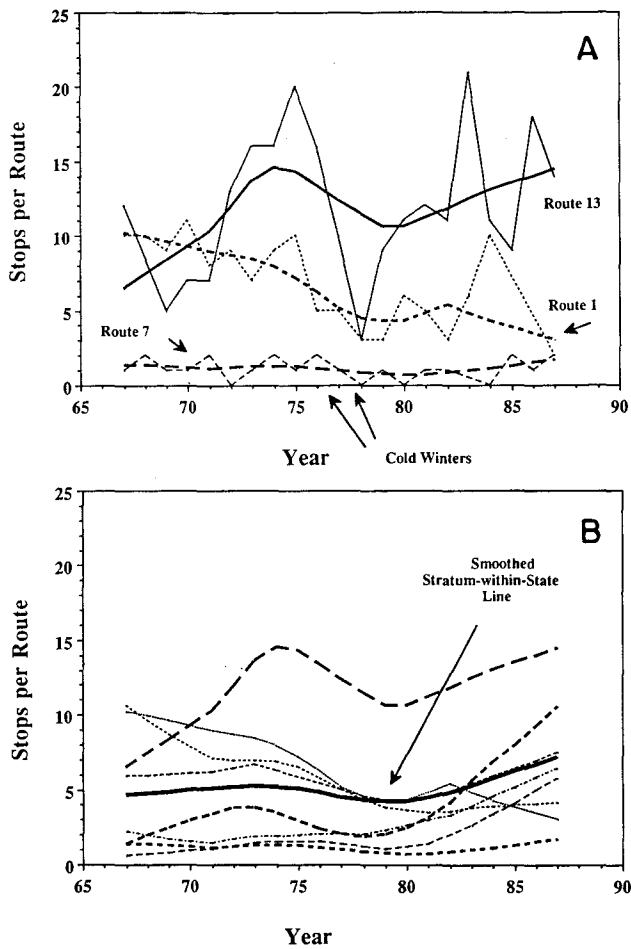 25
A
20
15
10
5
0
Stops per Route
Route 13
Route 1
Route 7
65
70
75
80
85
90
Year
Cold Winters
25
B
20
15
10
5
0
Stops per Route
Smoothed
Stratum-within-State
Line
65
70
75
80
85
90
Year